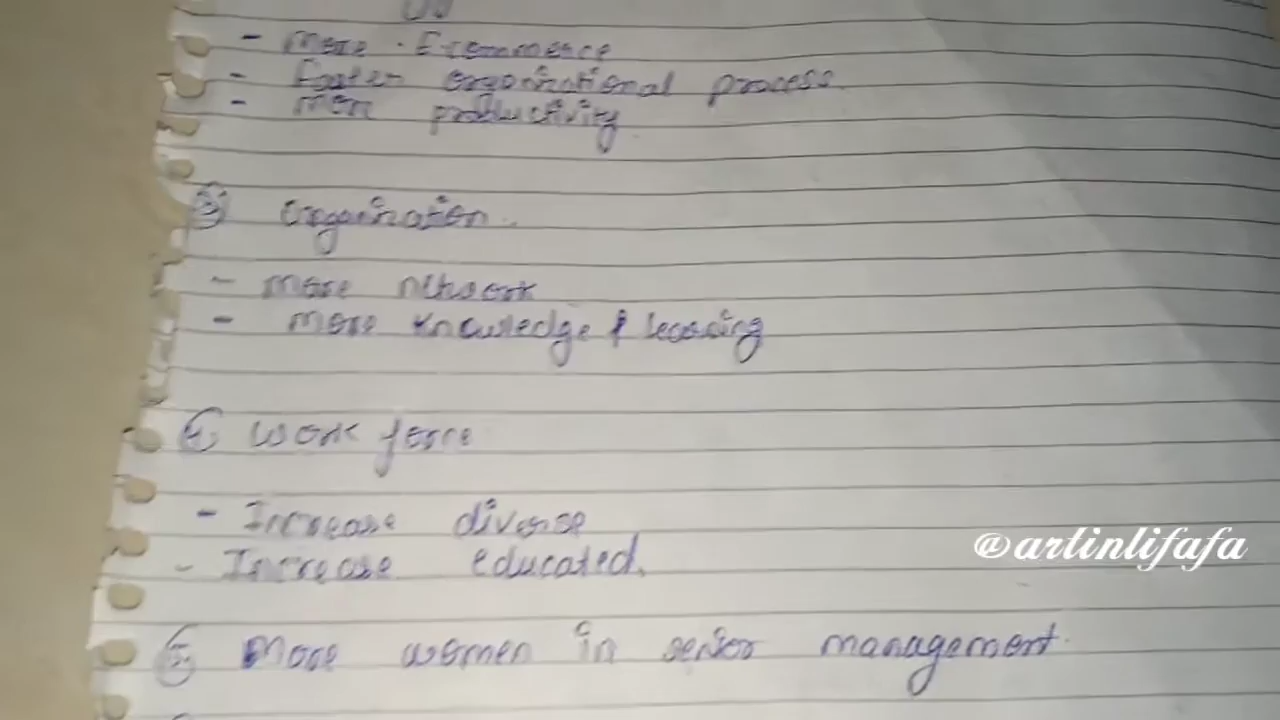 - More E-commerce
- faster organizational process.
- More productivity
③ Organization.
- More network
- More Knowledge & learning
④ Work force
- Increase diverse
- Increase educated.
@artinlifafa
⑤ More women in senior management.